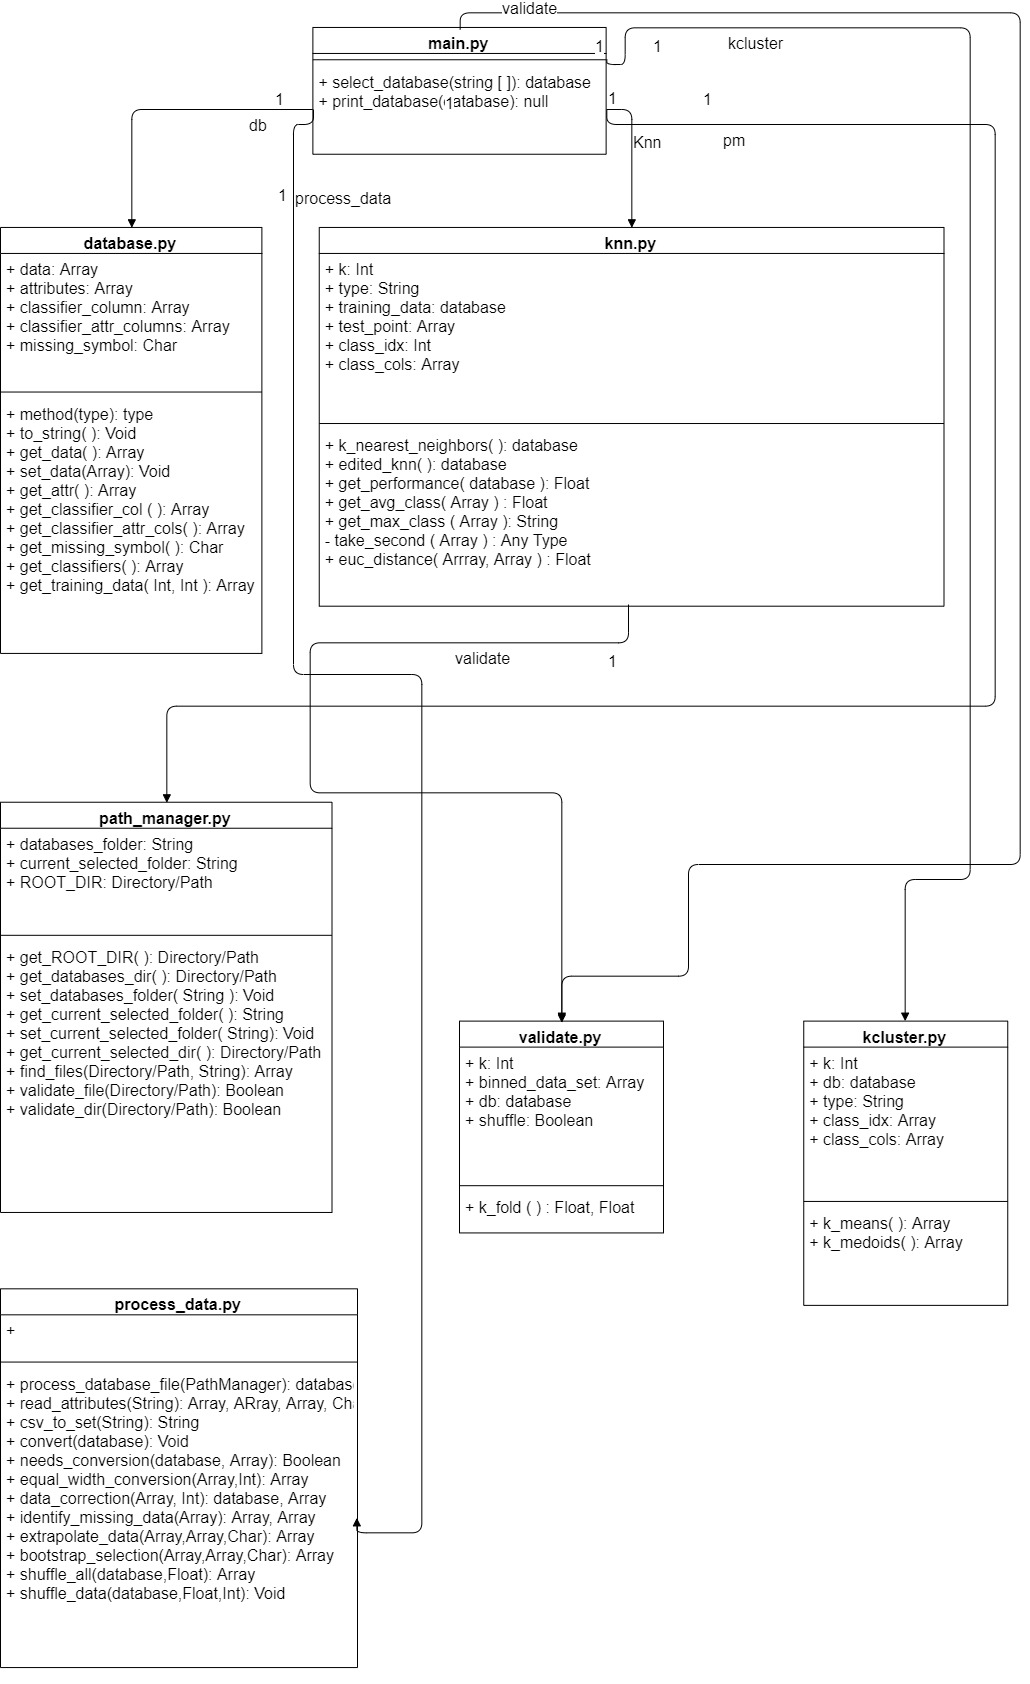 validate
main.py
1
1
kcluster
+ select_database(string [ ]): database
+ print_database(database): null
1
1
1
1
db
Knn
pm
1
process_data
database.py
+ data: Array
+ attributes: Array
+ classifier_column: Array
+ classifier_attr_columns: Array
+ missing_symbol: Char
+ method(type): type
+ to_string( ): Void
+ get_data( ): Array
+ set_data(Array): Void
+ get_attr( ): Array
+ get_classifier_col ( ): Array
+ get_classifier_attr_cols( ): Array
+ get_missing_symbol( ): Char
+ get_classifiers( ): Array
+ get_training_data( Int, Int ): Array
knn.py
+ k: Int
+ type: String
+ training_data: database
+ test_point: Array
+ class_idx: Int
+ class_cols: Array
+ k_nearest_neighbors( ): database
+ edited_knn( ): database
+ get_performance( database ): Float
+ get_avg_class( Array ) : Float
+ get_max_class ( Array ): String
- take_second ( Array ) : Any Type
+ euc_distance( Arrray, Array ) : Float
validate
1
path_manager.py
+ databases_folder: String
+ current_selected_folder: String
+ ROOT_DIR: Directory/Path
+ get_ROOT_DIR( ): Directory/Path
+ get_databases_dir( ): Directory/Path
+ set_databases_folder( String ): Void
+ get_current_selected_folder( ): String
+ set_current_selected_folder( String): Void
+ get_current_selected_dir( ): Directory/Path
+ find_files(Directory/Path, String): Array
+ validate_file(Directory/Path): Boolean
+ validate_dir(Directory/Path): Boolean
validate.py
+ k: Int
+ binned_data_set: Array
+ db: database
+ shuffle: Boolean
+ k_fold ( ) : Float, Float
kcluster.py
+ k: Int
+ db: database
+ type: String
+ class_idx: Array
+ class_cols: Array
+ k_means( ): Array
+ k_medoids( ): Array
process_data.py
+
+ process_database_file(PathManager): databas
+ read_attributes(String): Array, ARray, Array, Ch
+ csv_to_set(String): String
+ convert(database): Void
+ needs_conversion(database, Array): Boolean
+ equal_width_conversion(Array,Int): Array
+ data_correction(Array, Int): database, Array
+ identify_missing_data(Array): Array, Array
+ extrapolate_data(Array,Array,Char): Array
+ bootstrap_selection(Array,Array,Char): Array
+ shuffle_all(database,Float): Array
+ shuffle_data(database,Float,Int): Void